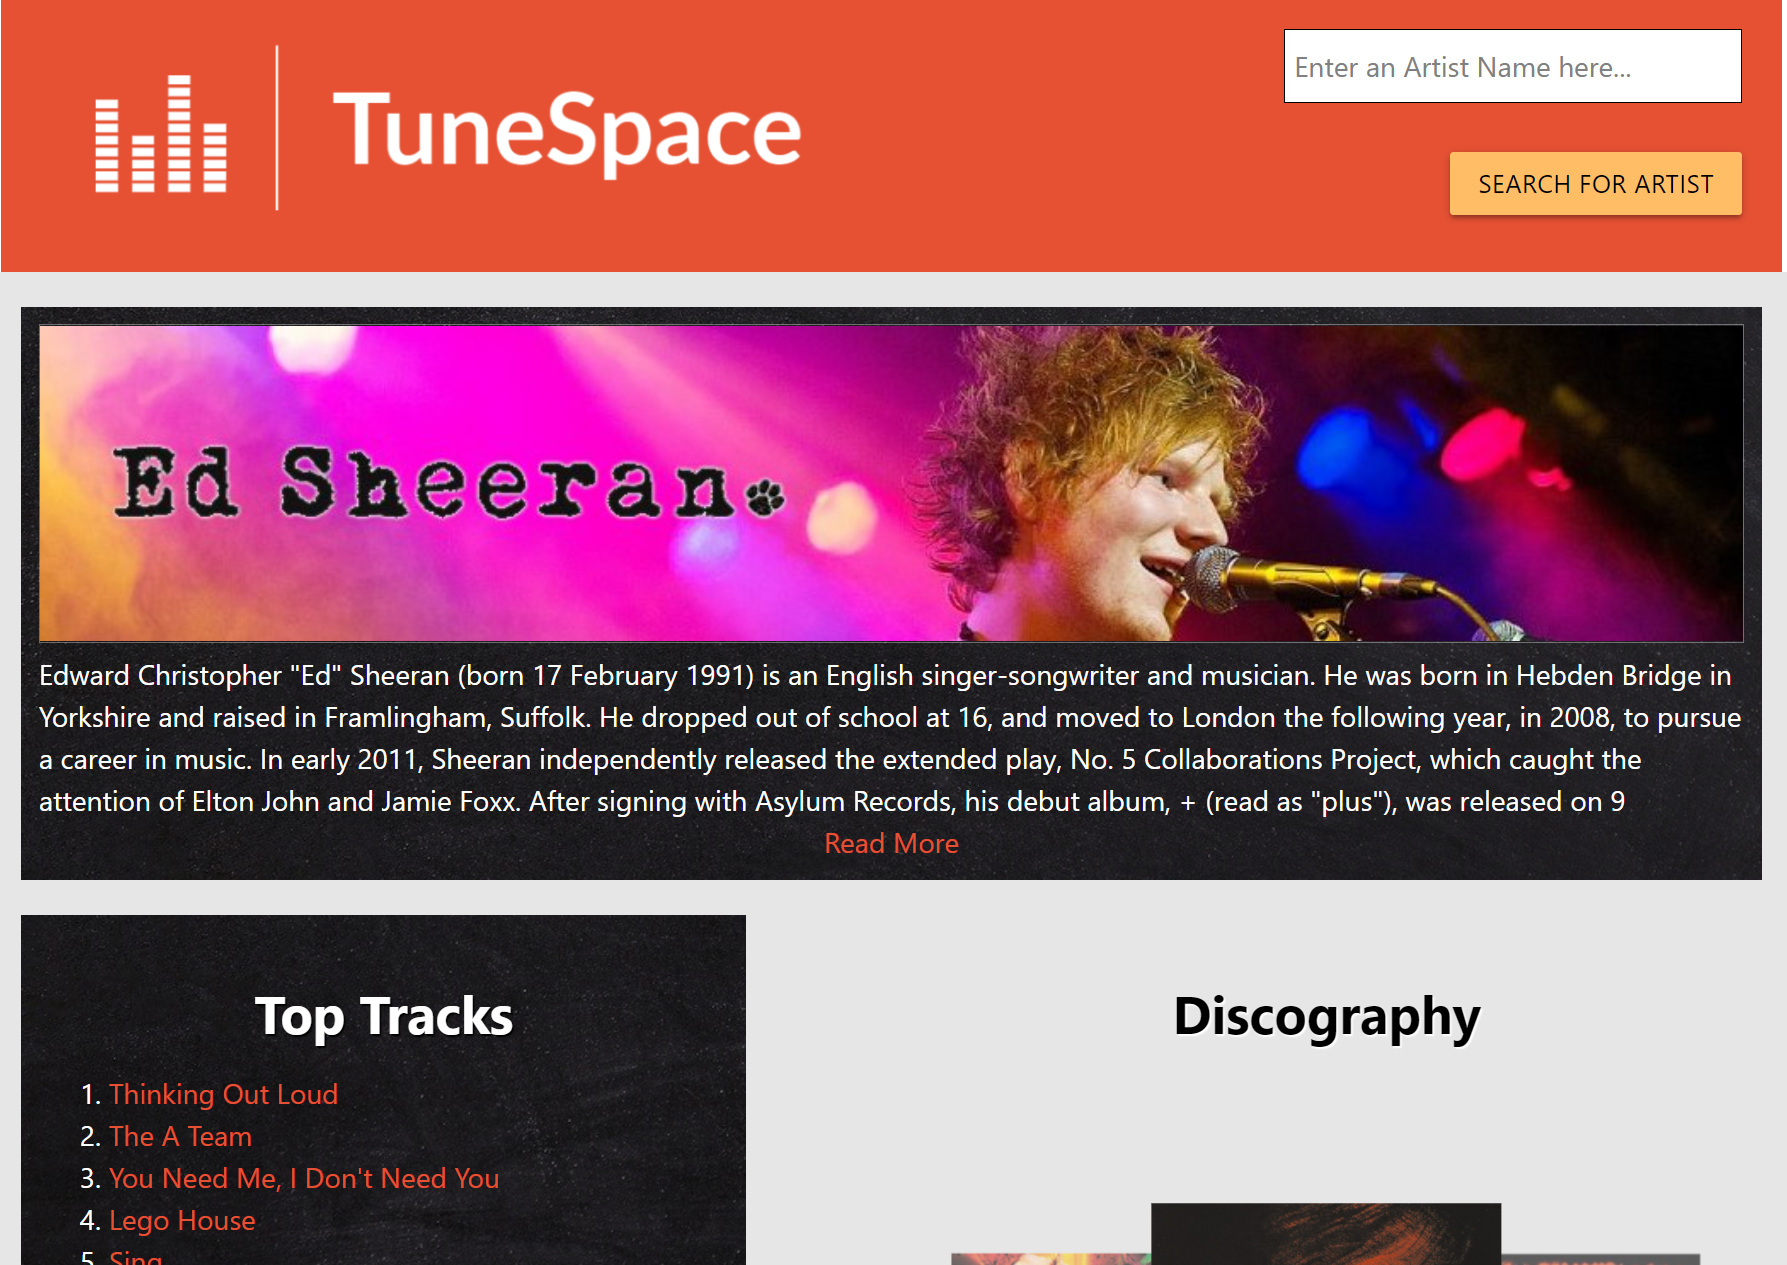 TuneSpace
Enter an Artist Name here...
SEARCH FOR ARTIST
Ed Sheeran
Edward Christopher "Ed" Sheeran (born 17 February 1991) is an English singer-songwriter and musician. He was born in Hebden Bridge in
Yorkshire and raised in Framlingham, Suffolk. He dropped out of school at 16, and moved to London the following year, in 2008, to pursue
a career in music. In early 2011, Sheeran independently released the extended play, No. 5 Collaborations Project, which caught the
attention of Elton John and Jamie Foxx. After signing with Asylum Records, his debut album, + (read as "plus"), was released on 9
Read More
Top Tracks
1. Thinking Out Loud
2. The A Team
3. You Need Me, I Don't Need You
4. Lego House
5. Sing
Discography